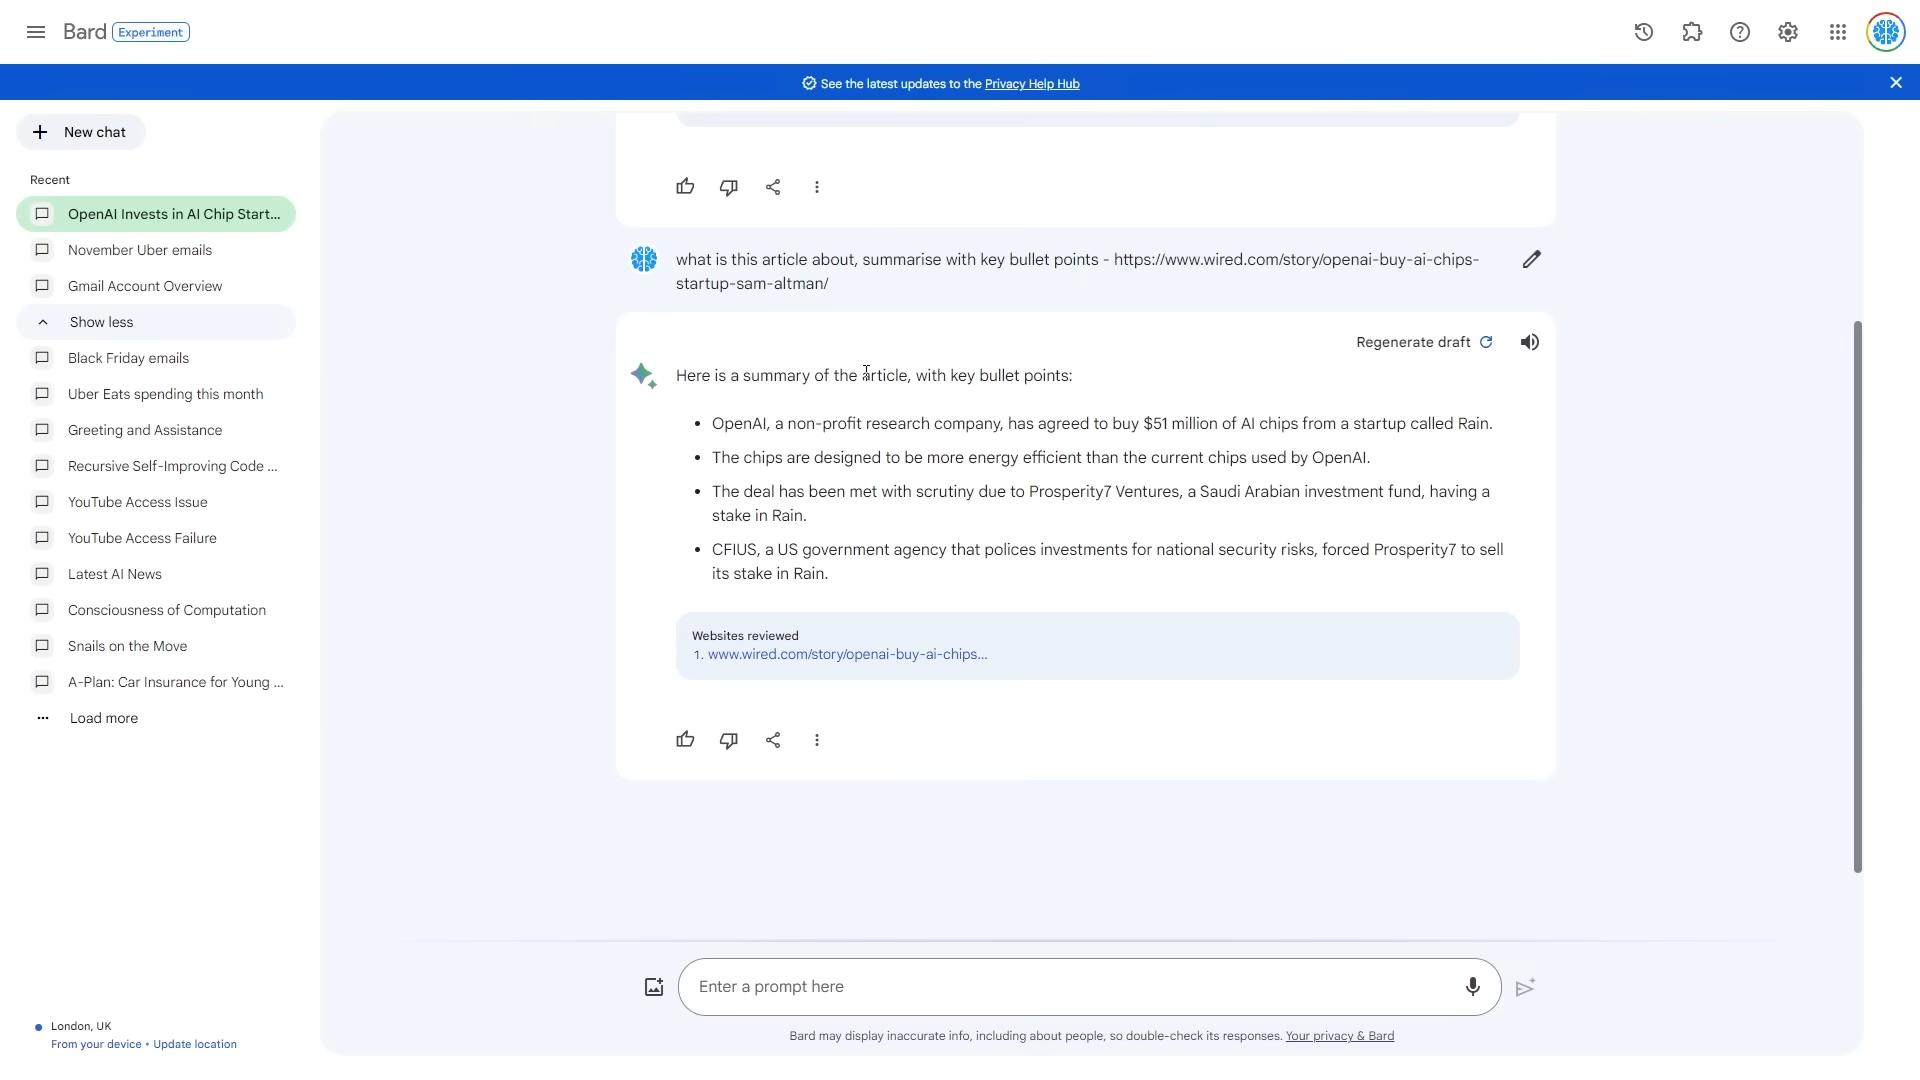 Bard Experiment
See the latest updates to the Privacy Help Hub
New chat
Recent
OpenAI Invests in AI Chip Start...
November Uber emails
Gmail Account Overview
Show less
Black Friday emails
Uber Eats spending this month
Greeting and Assistance
Recursive Self-Improving Code ...
YouTube Access Issue
YouTube Access Failure
Latest AI News
Consciousness of Computation
Snails on the Move
A-Plan: Car Insurance for Young ...
Load more
London, UK
From your device • Update location
what is this article about, summarise with key bullet points - https://www.wired.com/story/openai-buy-ai-chips-
startup-sam-altman/
Regenerate draft
Here is a summary of the article, with key bullet points:
• OpenAI, a non-profit research company, has agreed to buy $51 million of AI chips from a startup called Rain.
• The chips are designed to be more energy efficient than the current chips used by OpenAI.
• The deal has been met with scrutiny due to Prosperity7 Ventures, a Saudi Arabian investment fund, having a
stake in Rain.
• CFIUS, a US government agency that polices investments for national security risks, forced Prosperity7 to sell
its stake in Rain.
Websites reviewed
1. www.wired.com/story/openai-buy-ai-chips...
Enter a prompt here
Bard may display inaccurate info, including about people, so double-check its responses. Your privacy & Bard